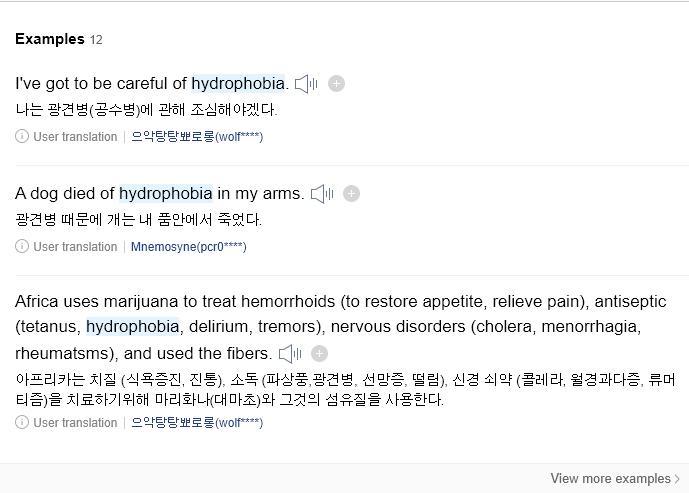 Examples 12
I've got to be careful of hydrophobia.
나는 광견병(공수병)에 관해 조심해야겠다.
User translation | 으악탕탕뽀로롱(wolf****)
A dog died of hydrophobia in my arms.
광견병 때문에 개는 내 품안에서 죽었다.
User translation | Mnemosyne(pcr0****)
Africa uses marijuana to treat hemorrhoids (to restore appetite, relieve pain), antiseptic
(tetanus, hydrophobia, delirium, tremors), nervous disorders (cholera, menorrhagia,
rheumatsms), and used the fibers.
아프리카는 치질 (식욕증진, 진통), 소독 (파상풍,광견병, 선망증, 떨림), 신경 쇠약 (콜레라, 월경과다증, 류머
티즘)을 치료하기위해 마리화나(대마초)와 그것의 섬유질을 사용한다.
User translation | 으악탕탕뽀로롱(wolf****)
View more examples